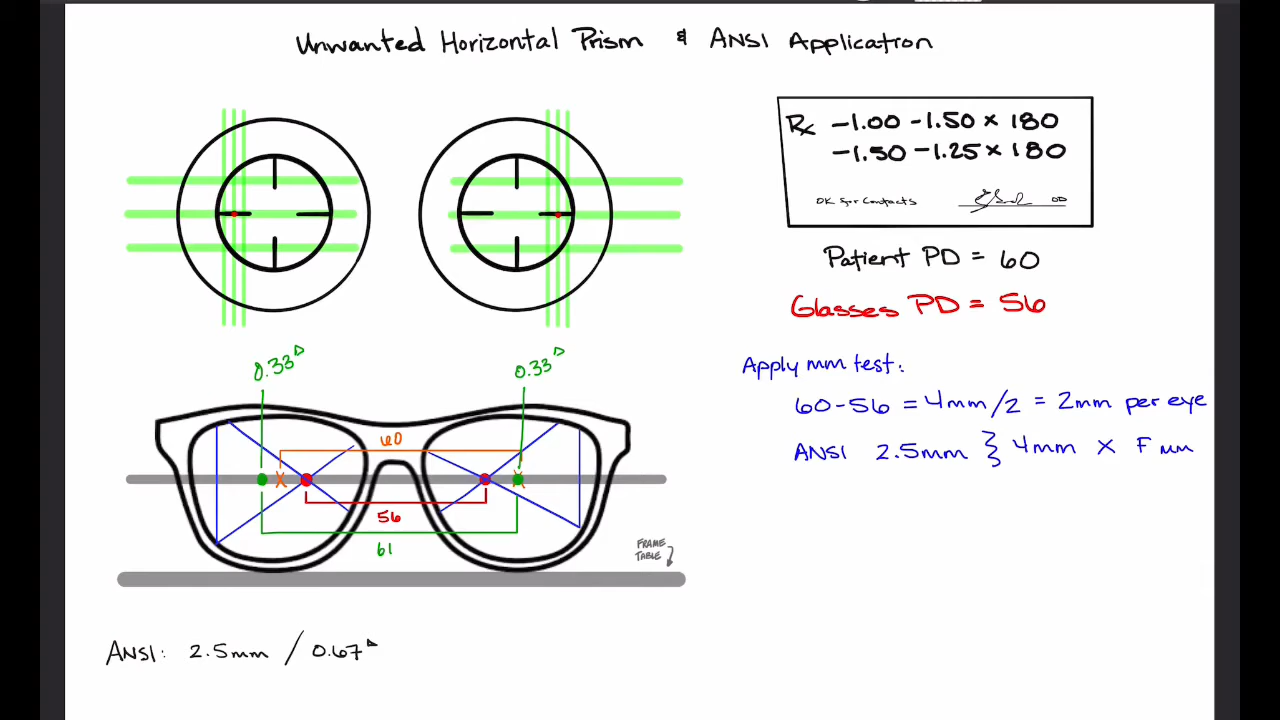 Unwanted Horizontal Prism & ANSI Application
Rx -1.00 -1.50 x 180
-1.50 -1.25 x 180
OK for Contacts
OD
Patient PD = 60
Glasses PD = 56
0.33△
0.33△
60
56
61
FRAME
TABLE
Apply mm test:
60-56 = 4mm/2 = 2mm per eye
ANSI 2.5mm } 4mm X F mm
ANSI: 2.5mm / 0.67△